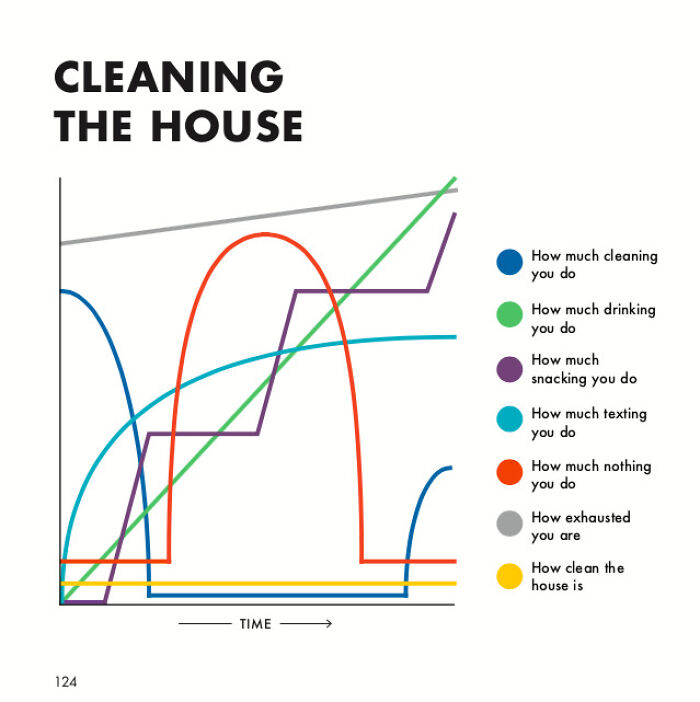 CLEANING
THE HOUSE
How much cleaning
you do
How much drinking
you do
How much
snacking you do
How much texting
you do
How much nothing
you do
How exhausted
you are
How clean the
house is
TIME
124